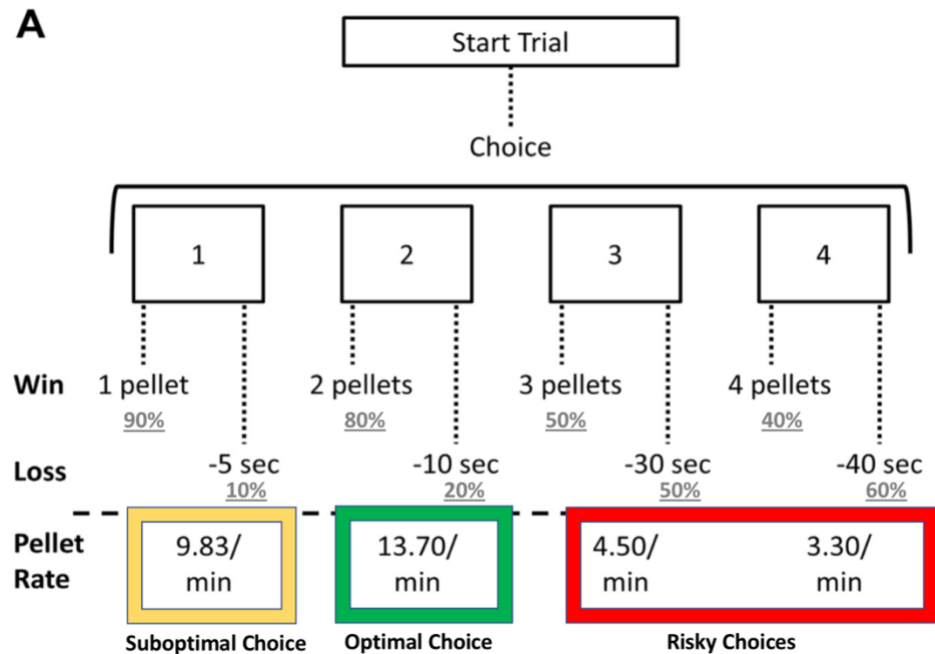 A
Start Trial
Choice
1 2 3 4
Win 1 pellet 2 pellets 3 pellets 4 pellets
90% 80% 50% 40%
Loss -5 sec -10 sec -30 sec -40 sec
10% 20% 50% 60%
Pellet 9.83/ 13.70/ 4.50/ 3.30/
Rate min min min min
Suboptimal Choice Optimal Choice Risky Choices